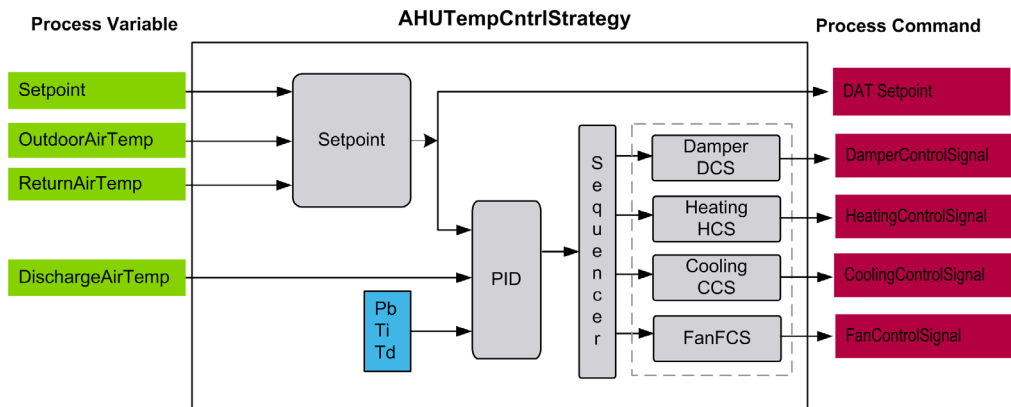 Process Variable
AHUTempCntrlStrategy
Process Command
Setpoint
OutdoorAirTemp
ReturnAirTemp
DischargeAirTemp
Setpoint
Pb
Ti
Td
PID
Sequencer
Damper
DCS
Heating
HCS
Cooling
CCS
FanFCS
DAT Setpoint
DamperControlSignal
HeatingControlSignal
CoolingControlSignal
FanControlSignal